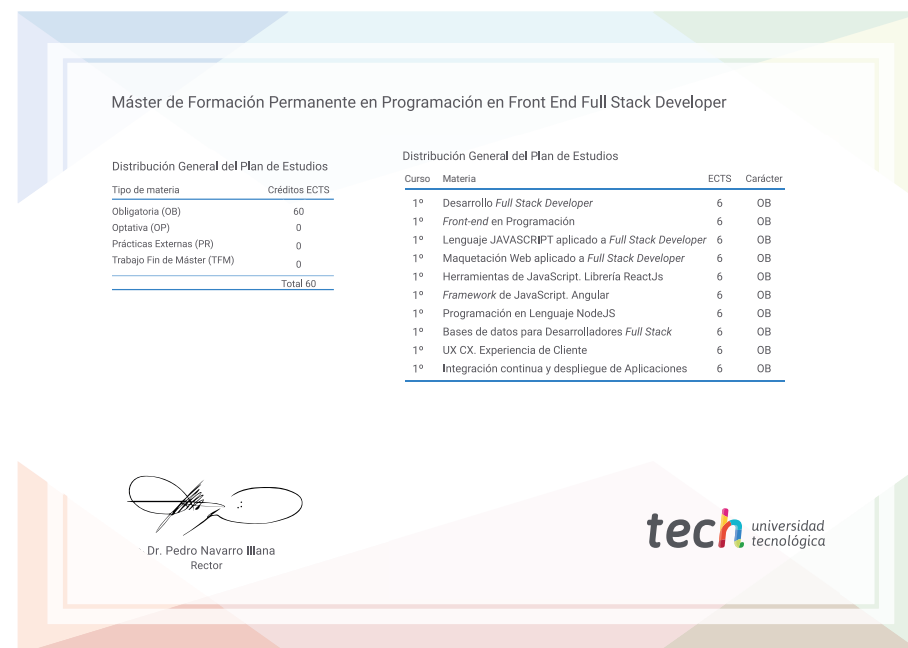 Máster de Formación Permanente en Programación en Front End Full Stack Developer
Distribución General del Plan de Estudios
Tipo de materia Créditos ECTS
Obligatoria (OB) 60
Optativa (OP) 0
Prácticas Externas (PR) 0
Trabajo Fin de Máster (TFM) 0
Total 60
Distribución General del Plan de Estudios
Curso Materia ECTS Carácter
1º Desarrollo Full Stack Developer 6 OB
1º Front-end en Programación 6 OB
1º Lenguaje JAVASCRIPT aplicado a Full Stack Developer 6 OB
1º Maquetación Web aplicado a Full Stack Developer 6 OB
1º Herramientas de JavaScript. Librería ReactJs 6 OB
1º Framework de JavaScript. Angular 6 OB
1º Programación en Lenguaje NodeJS 6 OB
1º Bases de datos para Desarrolladores Full Stack 6 OB
1º UX CX. Experiencia de Cliente 6 OB
1º Integración continua y despliegue de Aplicaciones 6 OB
Dr. Pedro Navarro Illana
Rector
tech universidad
tecnológica